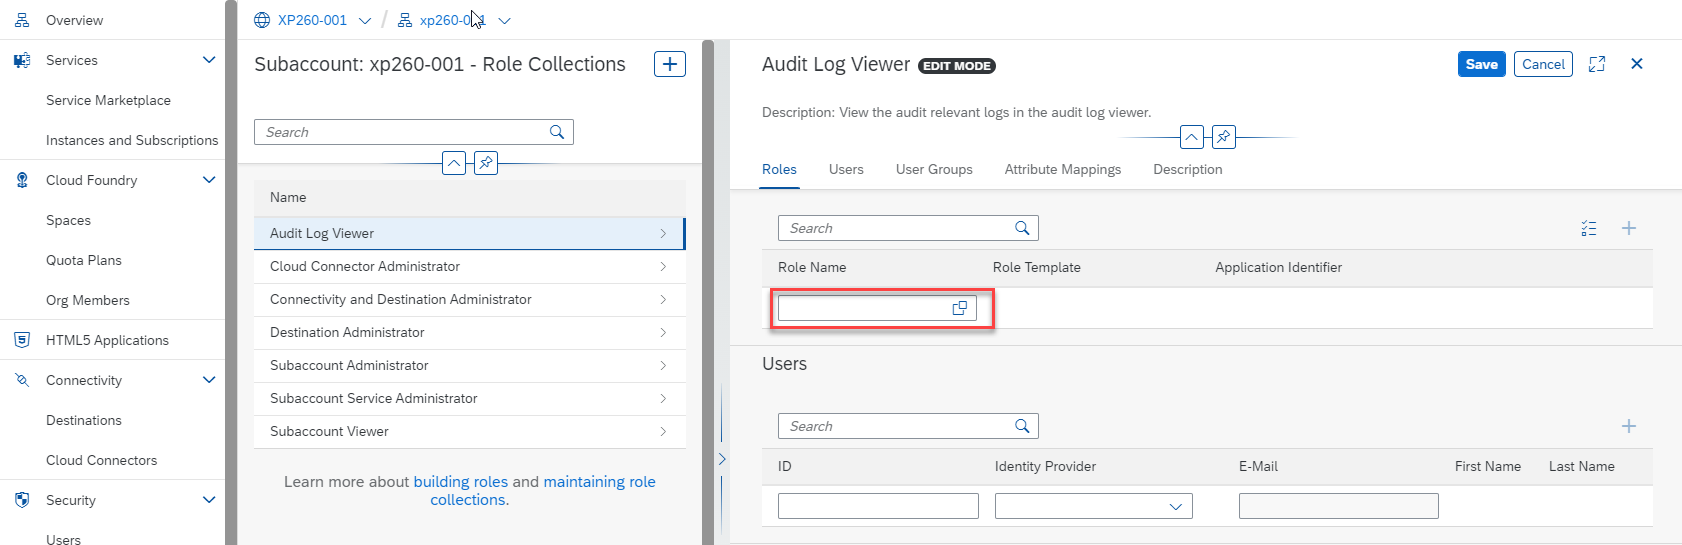 Overview
Services
Service Marketplace
Instances and Subscriptions
Cloud Foundry
Spaces
Quota Plans
Org Members
HTML5 Applications
Connectivity
Destinations
Cloud Connectors
Security
Users
XP260-001 / xp260-001
Subaccount: xp260-001 - Role Collections
Search
Name
Audit Log Viewer
Cloud Connector Administrator
Connectivity and Destination Administrator
Destination Administrator
Subaccount Administrator
Subaccount Service Administrator
Subaccount Viewer
Learn more about building roles and maintaining role
collections.
Audit Log Viewer EDIT MODE
Save Cancel
Description: View the audit relevant logs in the audit log viewer.
Roles Users User Groups Attribute Mappings Description
Search
Role Name Role Template Application Identifier
Users
Search
ID Identity Provider E-Mail First Name Last Name